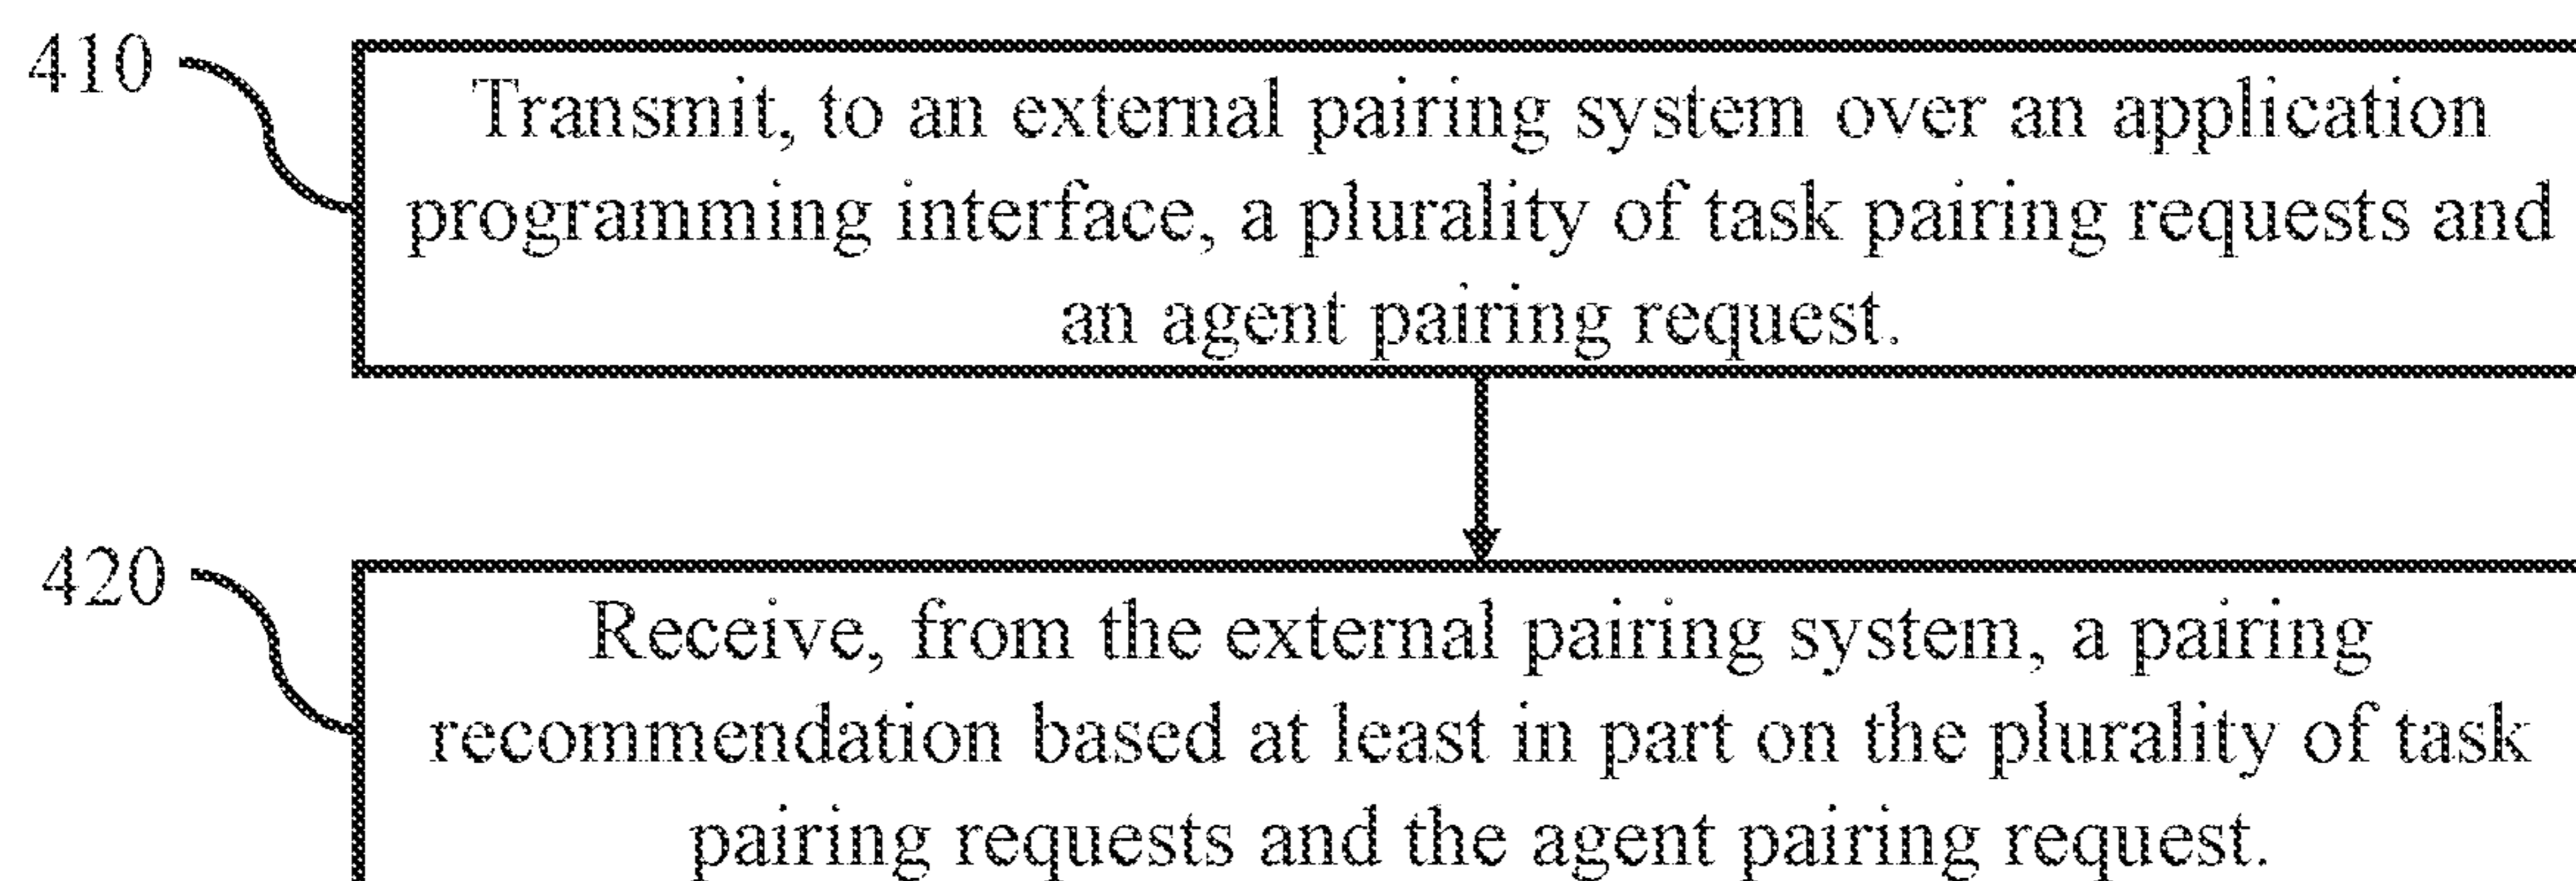 410
Transmit, to an external pairing system over an application
programming interface, a plurality of task pairing requests and
an agent pairing request.
420
Receive, from the external pairing system, a pairing
recommendation based at least in part on the plurality of task
pairing requests and the agent pairing request.